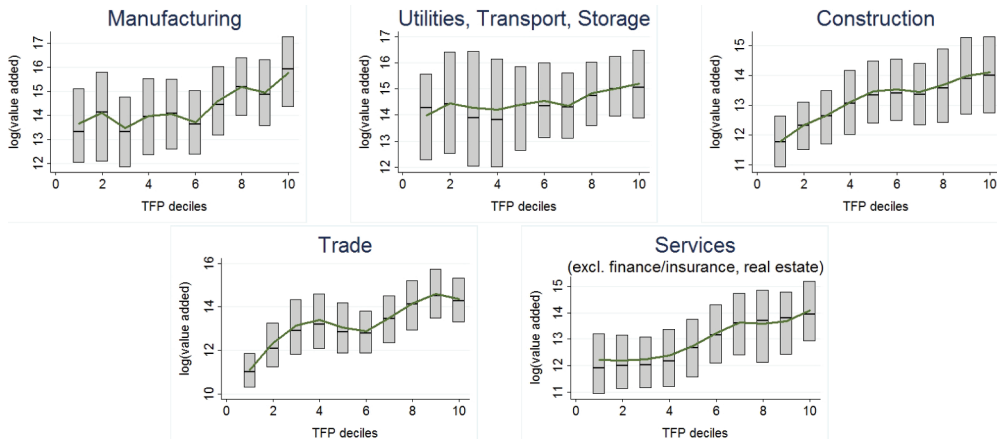 Manufacturing
17
16
15
14
13
12
log(value added)
0 2 4 6 8 10
TFP deciles
Utilities, Transport, Storage
17
16
15
14
13
12
log(value added)
0 2 4 6 8 10
TFP deciles
Construction
15
14
13
12
11
log(value added)
0 2 4 6 8 10
TFP deciles
Trade
16
14
12
10
log(value added)
0 2 4 6 8 10
TFP deciles
Services
(excl. finance/insurance, real estate)
15
14
13
12
11
log(value added)
0 2 4 6 8 10
TFP deciles